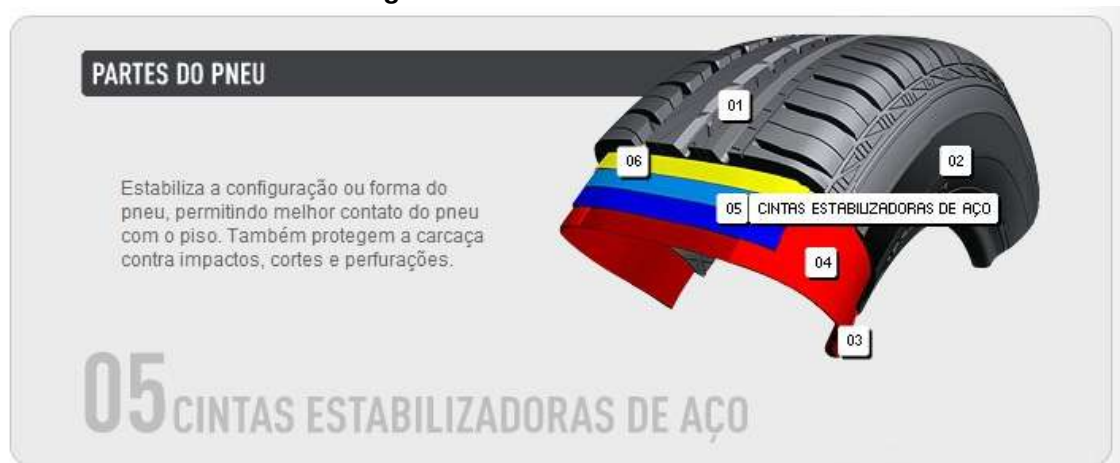 PARTES DO PNEU
01
02
06
Estabiliza a configuração ou forma do
pneu, permitindo melhor contato do pneu
com o piso. Também protegem a carcaça
contra impactos, cortes e perfurações.
05 CINTAS ESTABILIZADORAS DE AÇO
04
03
05 CINTAS ESTABILIZADORAS DE AÇO